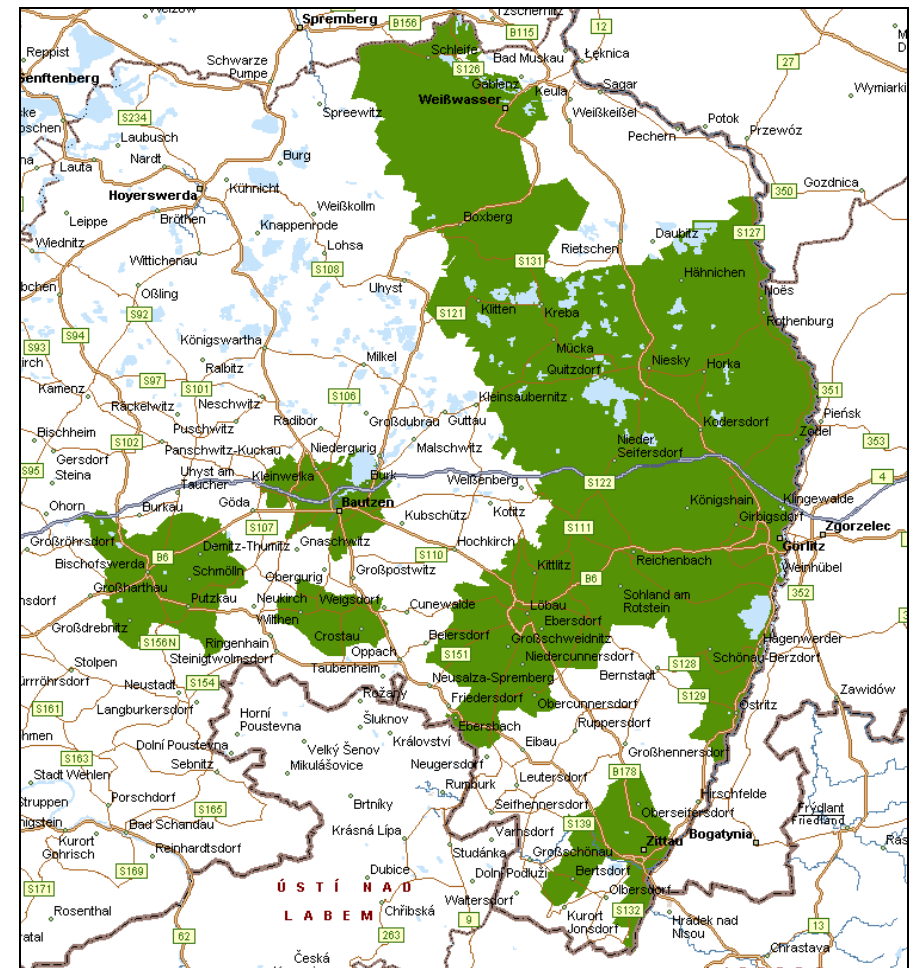 Welzow
Spremberg
Tzschernitz
B156
B115
12
Reppist
Schleife
Łęknica
Schwarze
Pumpe
S126
Bad Muskau
27
Senftenberg
Gablenz
Keula
Sagar
Wymiarki
Weißwasser
Spreewitz
Weißkeißel
S234
Potok
Laubusch
Pechern
Przewóz
Nardt
Burg
Lauta
Hoyerswerda
Kühnicht
350
Gozdnica
Weißkollm
Leippe
Bröthen
Knappenrode
Boxberg
Daubitz
S127
Wiednitz
Lohsa
Rietschen
Wittichenau
S108
S131
Hähnichen
Oßling
Uhyst
Noës
S92
S121
Klitten
Kreba
Rothenburg
S94
Königswartha
S93
Milkel
Mücka
Ralbitz
Quitzdorf
Niesky
Horka
S97
S101
Kamenz
S106
Kleinsaubernitz
351
Räckelwitz
Neschwitz
Großdubrau
Guttau
Pieńsk
Puschwitz
Radibor
Kodersdorf
Bischheim
S102
Zodel
353
Panschwitz-Kuckau
Niedergurig
Malschwitz
Nieder
Seifersdorf
Gersdorf
S95
Steina
Uhyst am
Taucher
Kleinwelka
Burk
Weißenberg
S122
4
Ohorn
Burkau
Göda
Bautzen
Königshain
Klingewalde
Kotitz
Girbigsdorf
Kubschütz
Zgorzelec
S107
S111
Großröhrsdorf
Demitz-Thumitz
Gnaschwitz
Hochkirch
Görlitz
B6
S110
Bischofswerda
Kittlitz
Reichenbach
Weinhübel
Schmölln
Obergurig
Großpostwitz
B6
Großharthau
Putzkau
Neukirch
Weigsdorf
Cunewalde
Löbau
Sohland am
Rotstein
352
Ebersdorf
Großdrebnitz
Wilthen
Crostau
Beiersdorf
Großschweidnitz
Hagenwerder
S156N
Ringenhain
Oppach
S151
Niedercunnersdorf
Schönau-Berzdorf
Steinigtwolmsdorf
Taubenheim
S128
Stolpen
Bernstadt
Neusalza-Spremberg
Neustadt
S154
Rožany
Friedersdorf
Obercunnersdorf
S129
Zawidów
S161
Langburkersdorf
Horní
Poustevna
Šluknov
Ostritz
Ebersbach
Ruppersdorf
Dolní Poustevna
Království
Eibau
Großhennersdorf
S163
Velký Šenov
Sebnitz
Mikulášovice
Neugersdorf
Stadt Wehlen
B178
Leutersdorf
Struppen
Porschdorf
Rumburk
Hirschfelde
S165
Brtníky
Seifhennersdorf
Oberseifersdorf
Frýdlant
Friedland
Bad Schandau
Krásná Lípa
Varnsdorf
S139
Bogatynia
Kurort
Gohrisch
Zittau
Reinhardtsdorf
Studánka
Großschönau
S169
Dubice
Dolní Podluží
Bertsdorf
S171
ÚSTÍ NAD
Olbersdorf
Waltersdorf
Rosenthal
LABEM
Chřibská
S132
9
Kurort
Jonsdorf
Hrádek nad
Nisou
62
263
13
Chrastava
Česká